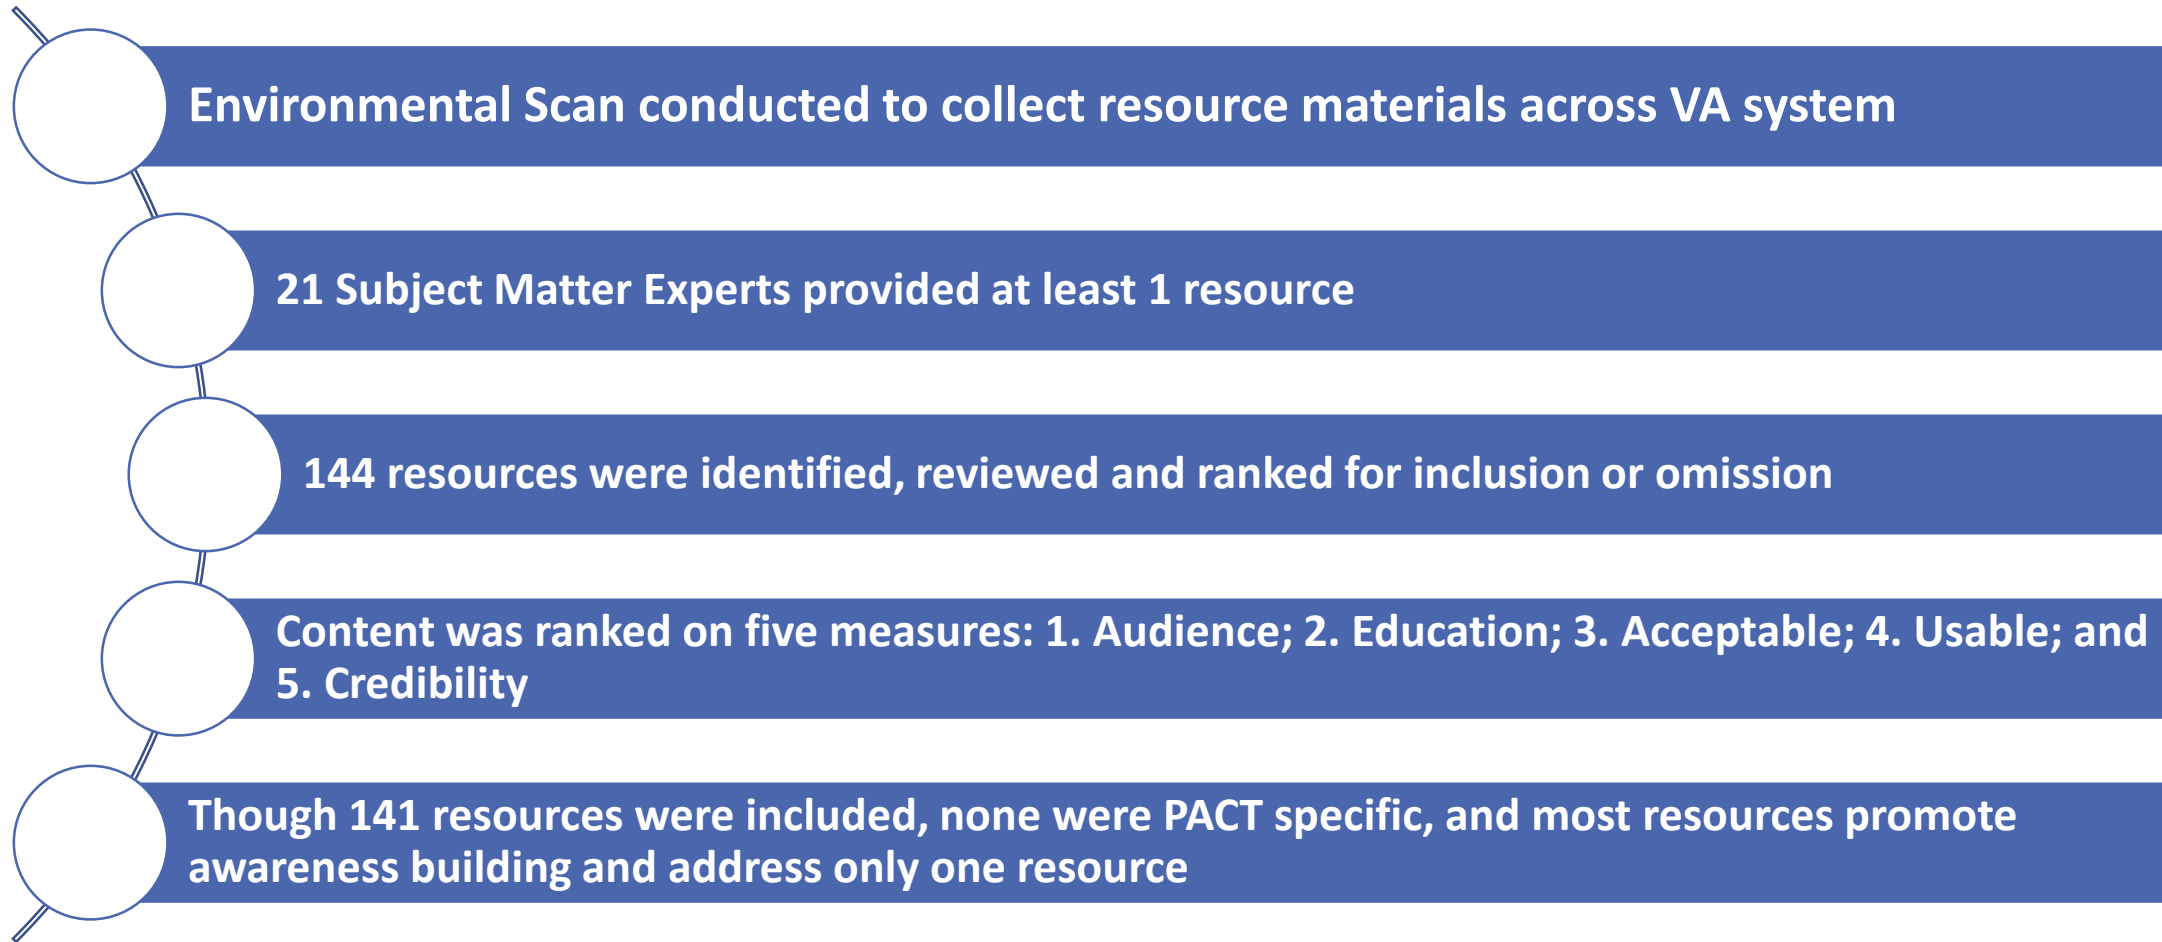 Environmental Scan conducted to collect resource materials across VA system
21 Subject Matter Experts provided at least 1 resource
144 resources were identified, reviewed and ranked for inclusion or omission
Content was ranked on five measures: 1. Audience; 2. Education; 3. Acceptable; 4. Usable; and
5. Credibility
Though 141 resources were included, none were PACT specific, and most resources promote
awareness building and address only one resource